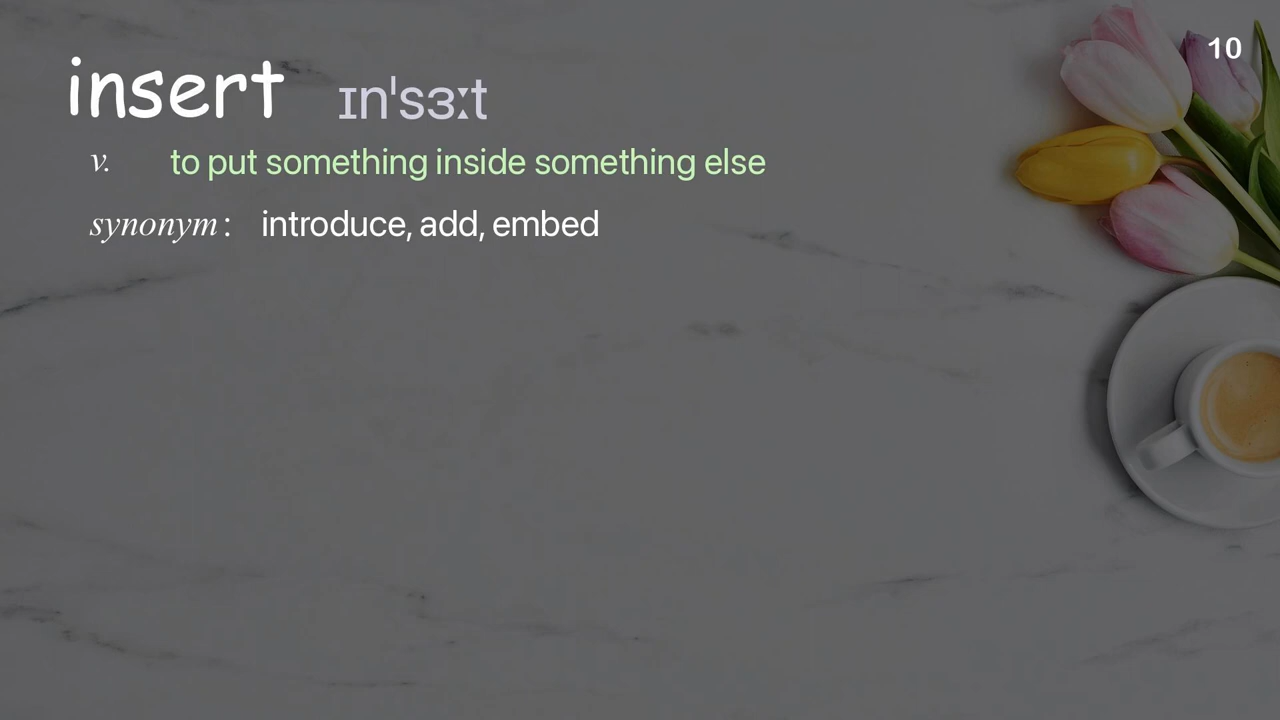 10
insert ɪnˈsɜːt
v. to put something inside something else
synonym: introduce, add, embed